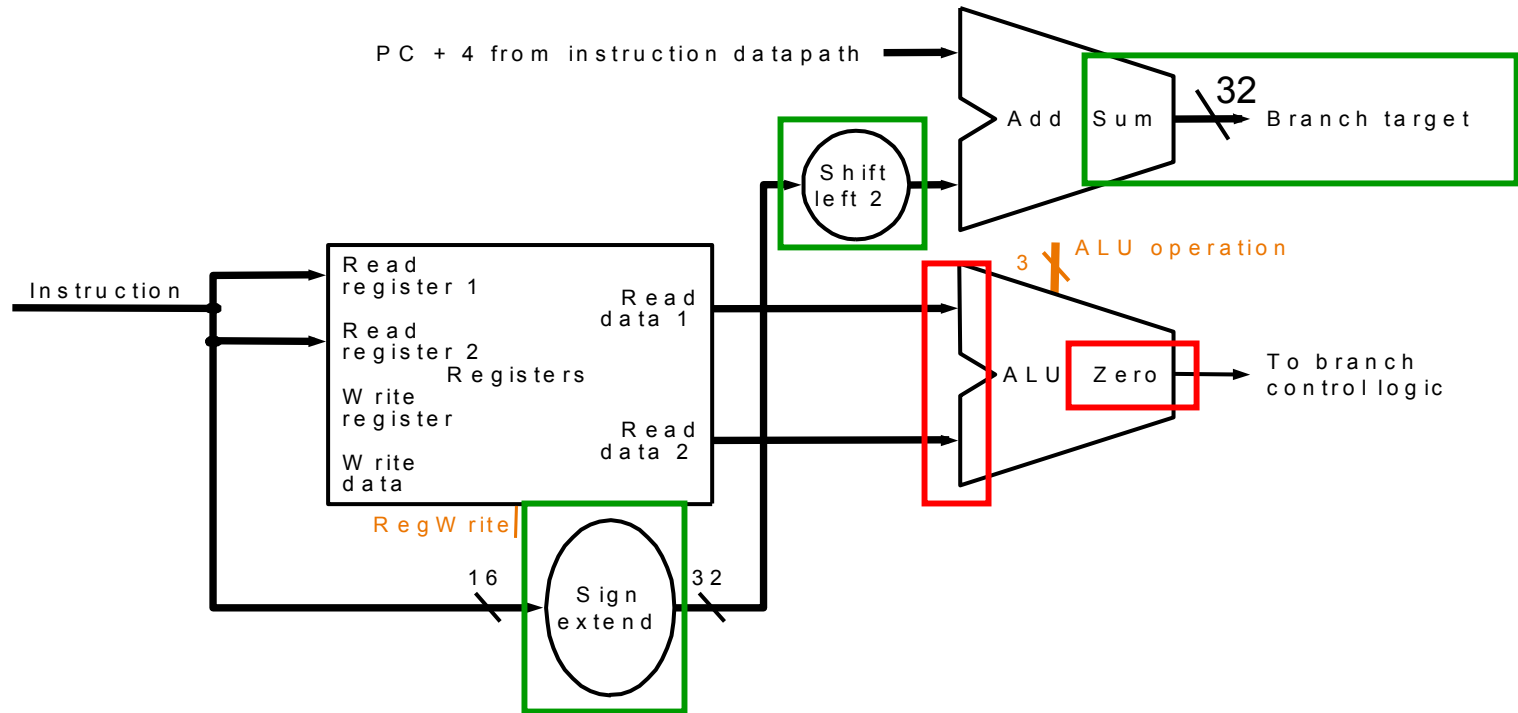 PC + 4 from instruction datapath
32
Add Sum
Branch target
Shift
left 2
ALU operation
3
Instruction
Read
register 1
Read
data 1
Read
register 2
Registers
ALU Zero
To branch
control logic
Write
register
Read
data 2
Write
data
RegWrite
16
32
Sign
extend